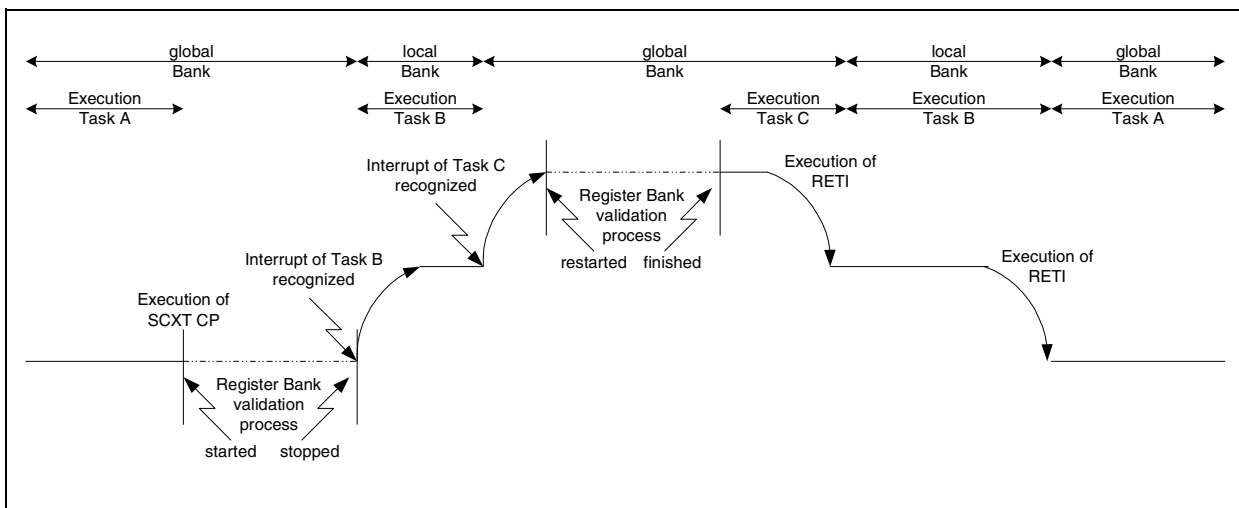 global
Bank
local
Bank
global
Bank
local
Bank
global
Bank
Execution
Task A
Execution
Task B
Execution
Task C
Execution
Task B
Execution
Task A
Interrupt of Task C
recognized
Execution of
RETI
Register Bank
validation
process
restarted
finished
Interrupt of Task B
recognized
Execution of
RETI
Execution of
SCXT CP
Register Bank
validation
process
started
stopped